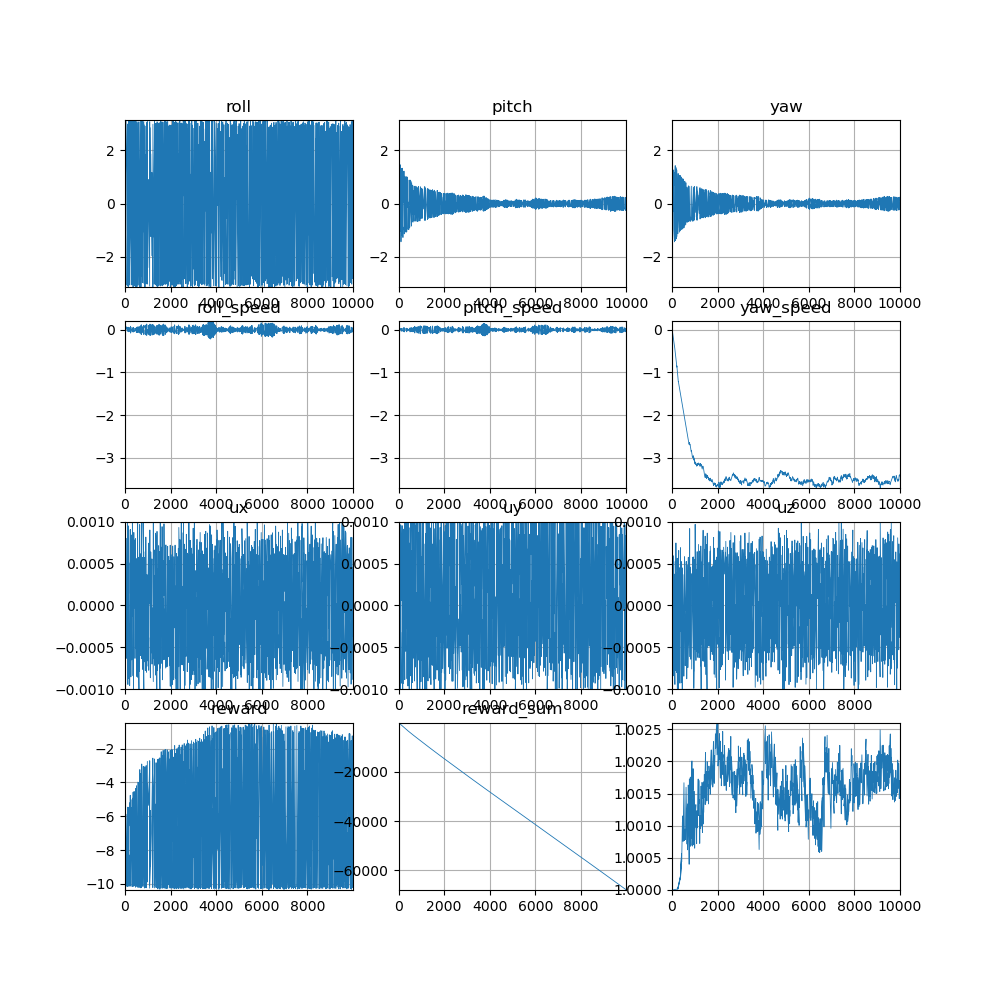 roll pitch yaw
2 2 2
0 0 0
−2 −2 −2
0 2000 4000 6000 8000 10000 0 2000 4000 6000 8000 10000 0 2000 4000 6000 8000 10000
roll_speed pitch_speed yaw_speed
0 0 0
−1 −1 −1
−2 −2 −2
−3 −3 −3
0 2000 4000 6000 8000 10000 0 2000 4000 6000 8000 10000 0 2000 4000 6000 8000 10000
ux uy uz
0.0010 0.0010 0.0010
0.0005 0.0005 0.0005
0.0000 0.0000 0.0000
−0.0005 −0.0005 −0.0005
−0.0010 −0.0010 −0.0010
0 2000 4000 6000 8000 0 2000 4000 6000 8000 0 2000 4000 6000 8000
reward reward_sum
−2 −20000 1.0025
−4 −40000 1.0020
−6 −60000 1.0015
−8 1.0010
−10 1.0005
1.0000
0 2000 4000 6000 8000 0 2000 4000 6000 8000 0 2000 4000 6000 8000 10000